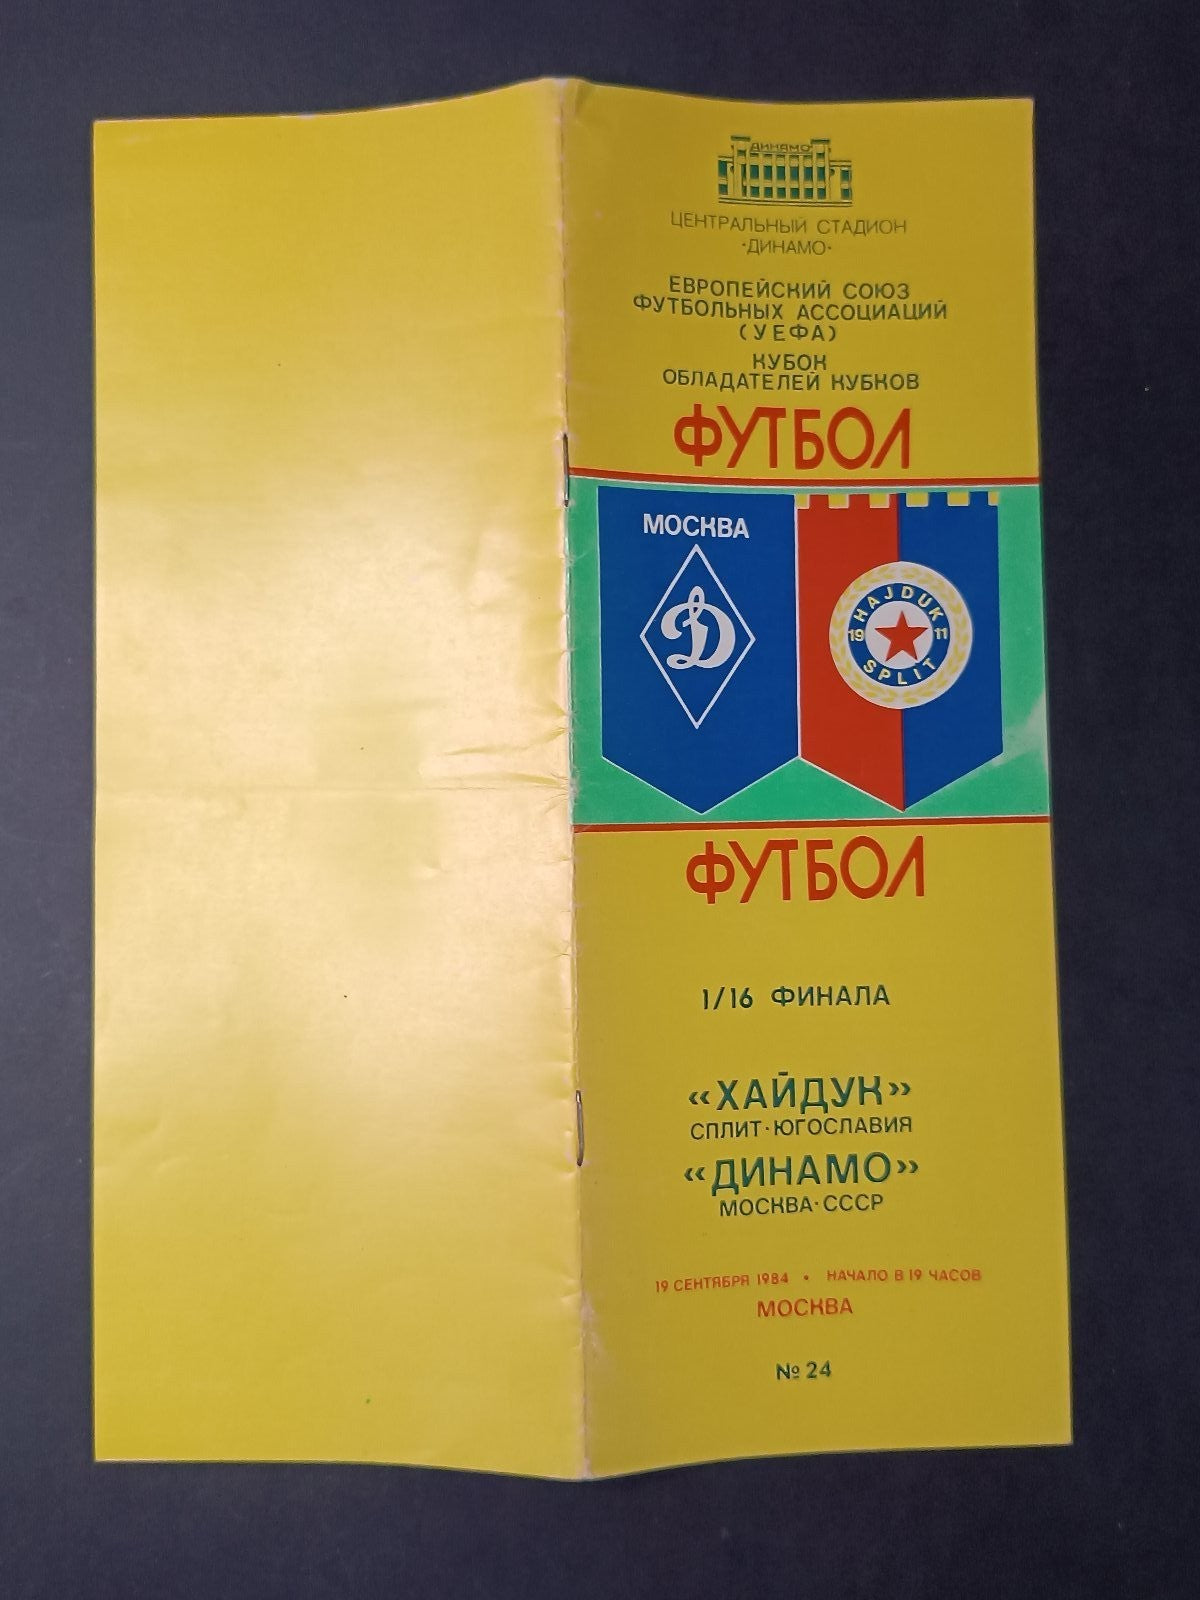 ДИНАМО
ЦЕНТРАЛЬНЫЙ СТАДИОН
·ДИНАМО·
ЕВРОПЕЙСКИЙ СОЮЗ
ФУТБОЛЬНЫХ АССОЦИАЦИЙ
(УЕФА)
КУБОК
ОБЛАДАТЕЛЕЙ КУБКОВ
ФУТБОЛ
МОСКВА
Д
HAJDUK
19 11
SPLIT
ФУТБОЛ
1/16 ФИНАЛА
«ХАЙДУК»
СПЛИТ·ЮГОСЛАВИЯ
«ДИНАМО»
МОСКВА·СССР
19 СЕНТЯБРЯ 1984 • НАЧАЛО В 19 ЧАСОВ
МОСКВА
№ 24